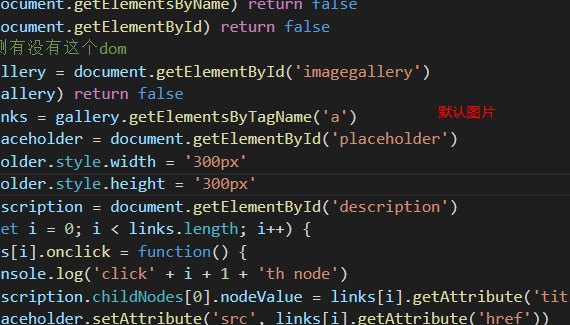 ocument.getElementsByName) return false
ocument.getElementById) return false
测有没有这个dom
llery = document.getElementById('imagegallery')
allery) return false
nks = gallery.getElementsByTagName('a')
默认图片
aceholder = document.getElementById('placeholder')
older.style.width = '300px'
older.style.height = '300px'
scription = document.getElementById('description')
et i = 0; i < links.length; i++) {
s[i].onclick = function() {
nsole.log('click' + i + 1 + 'th node')
scription.childNodes[0].nodeValue = links[i].getAttribute('tit
aceholder.setAttribute('src', links[i].getAttribute('href'))